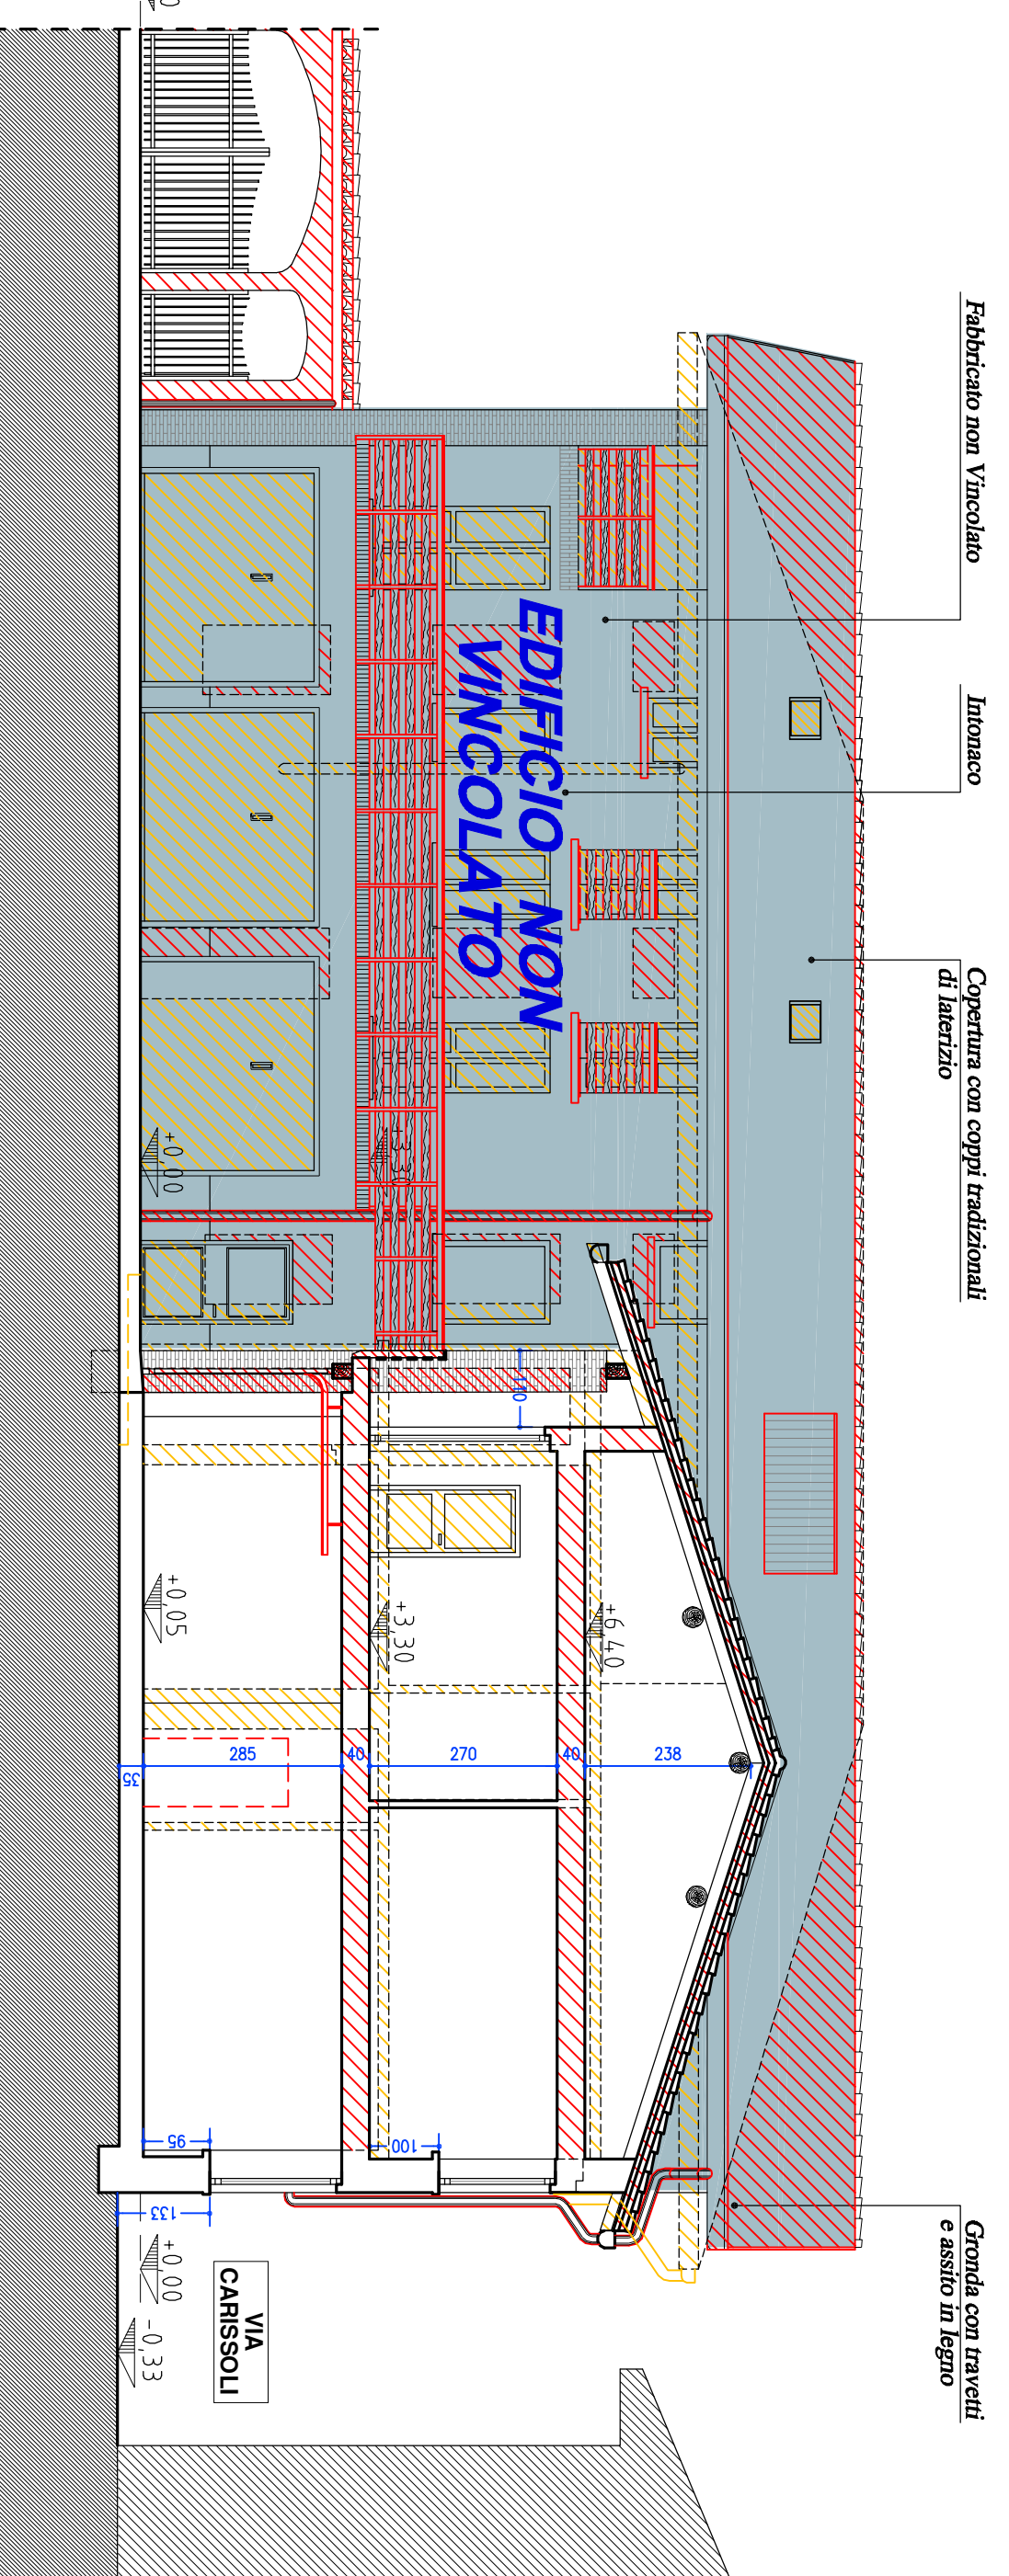 Fabbricato non Vincolato
Intonaco
Copertura con coppi tradizionali
di laterizio
Gronda con travetti
e assito in legno
EDIFICIO NON
VINCOLATO
+3,30
+0,00
110
+6,40
+3,30
+0,05
238
40
270
40
285
35
100
95
133
+0,00
-0,33
VIA
CARISSOLI